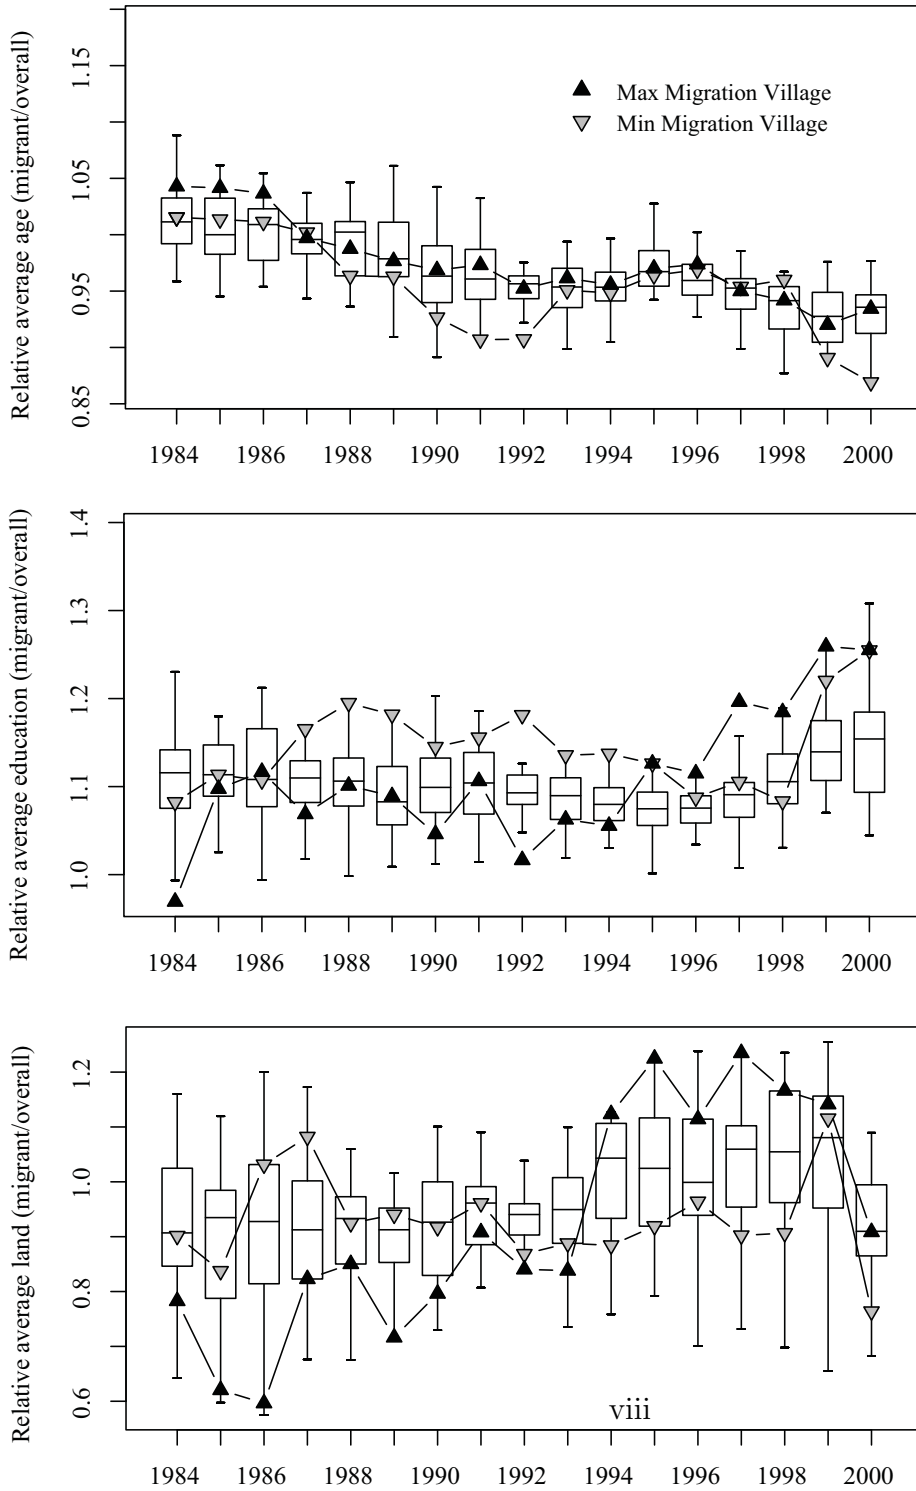 Relative average age (migrant/overall)
1.15
1.05
0.95
0.85
Max Migration Village
Min Migration Village
1984 1986 1988 1990 1992 1994 1996 1998 2000
Relative average education (migrant/overall)
1.4
1.3
1.2
1.1
1.0
1984 1986 1988 1990 1992 1994 1996 1998 2000
Relative average land (migrant/overall)
1.2
1.0
0.8
0.6
viii
1984 1986 1988 1990 1992 1994 1996 1998 2000